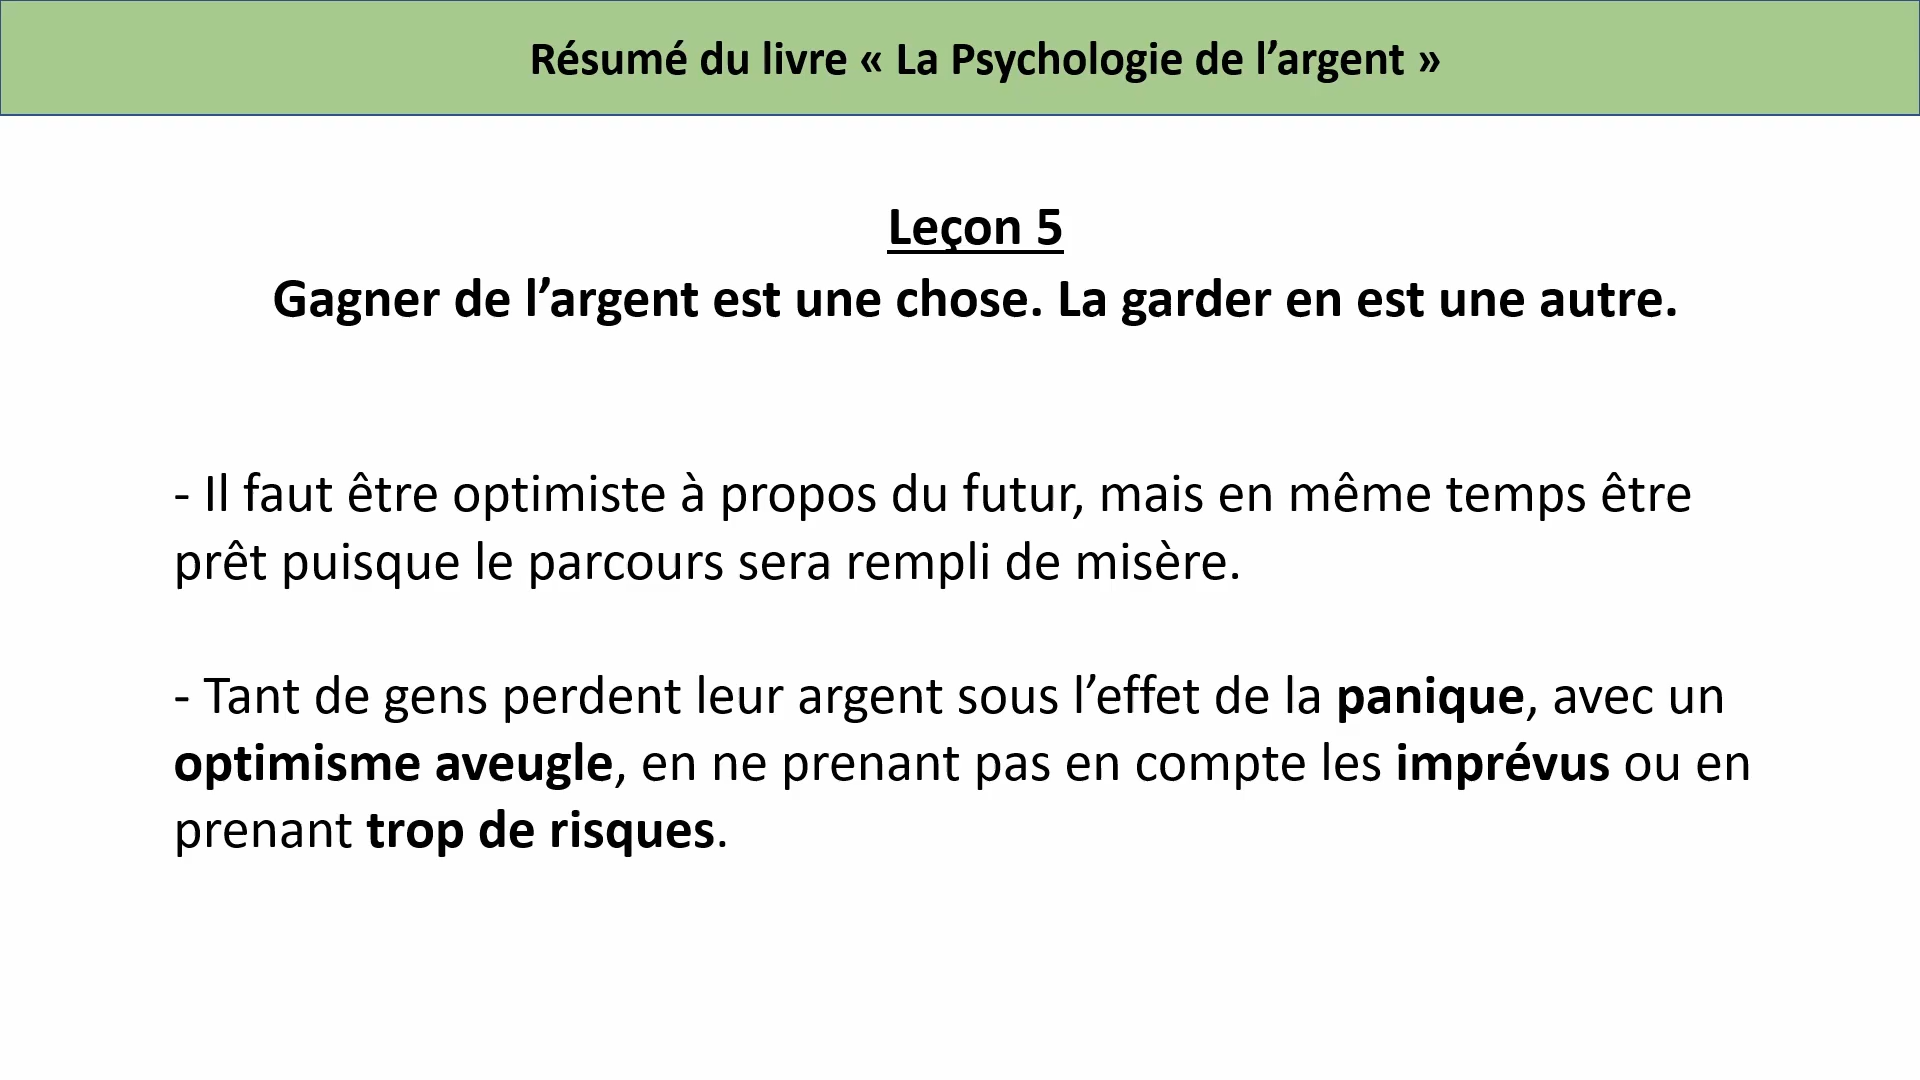 Résumé du livre « La Psychologie de l’argent »
Leçon 5
Gagner de l’argent est une chose. La garder en est une autre.
- Il faut être optimiste à propos du futur, mais en même temps être
prêt puisque le parcours sera rempli de misère.
- Tant de gens perdent leur argent sous l’effet de la panique, avec un
optimisme aveugle, en ne prenant pas en compte les imprévus ou en
prenant trop de risques.